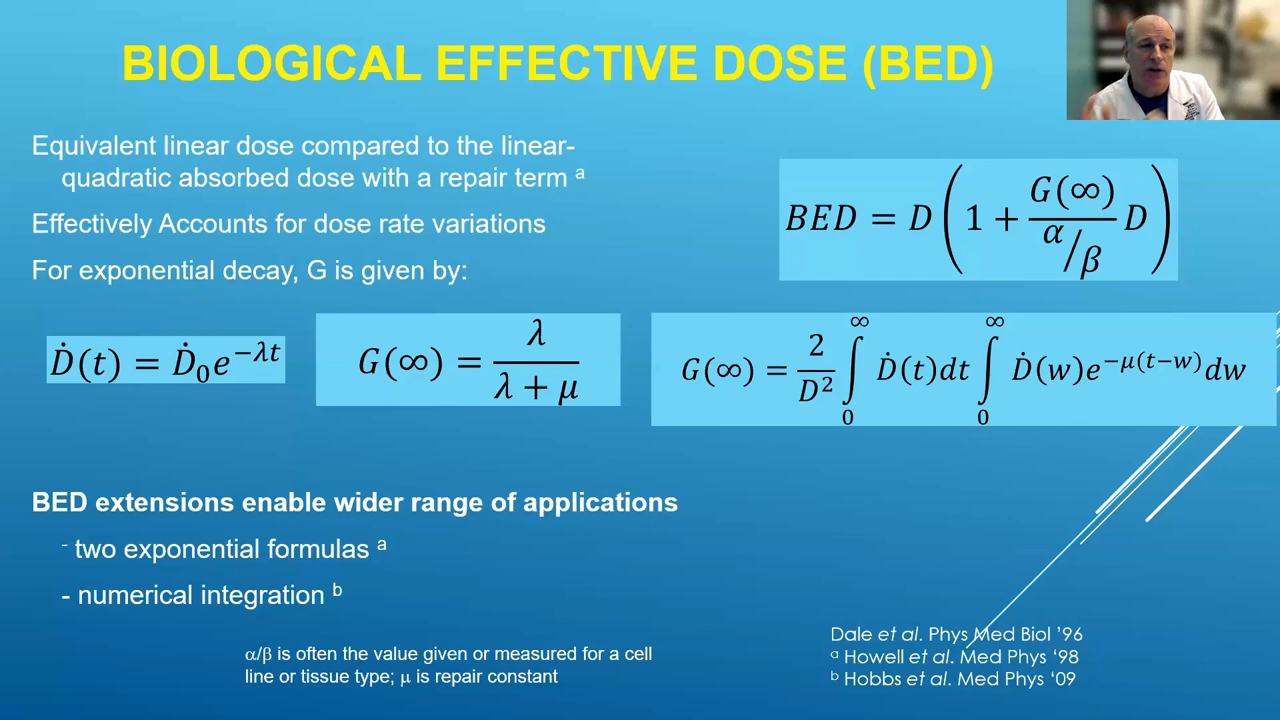 BIOLOGICAL EFFECTIVE DOSE (BED)
Equivalent linear dose compared to the linear-
quadratic absorbed dose with a repair term ᵃ
Effectively Accounts for dose rate variations
For exponential decay, G is given by:
BED = D(1 + G(∞)/(α/β) D)
Ḋ(t) = Ḋ₀e^{−λt}
G(∞) = λ/(λ + μ)
G(∞) = 2/D² ∫₀^∞ Ḋ(t)dt ∫₀^∞ Ḋ(w)e^{−μ(t−w)}dw
BED extensions enable wider range of applications
- two exponential formulas ᵃ
- numerical integration ᵇ
α/β is often the value given or measured for a cell
line or tissue type; μ is repair constant
Dale et al. Phys Med Biol ‘96
ᵃ Howell et al. Med Phys ‘98
ᵇ Hobbs et al. Med Phys ‘09